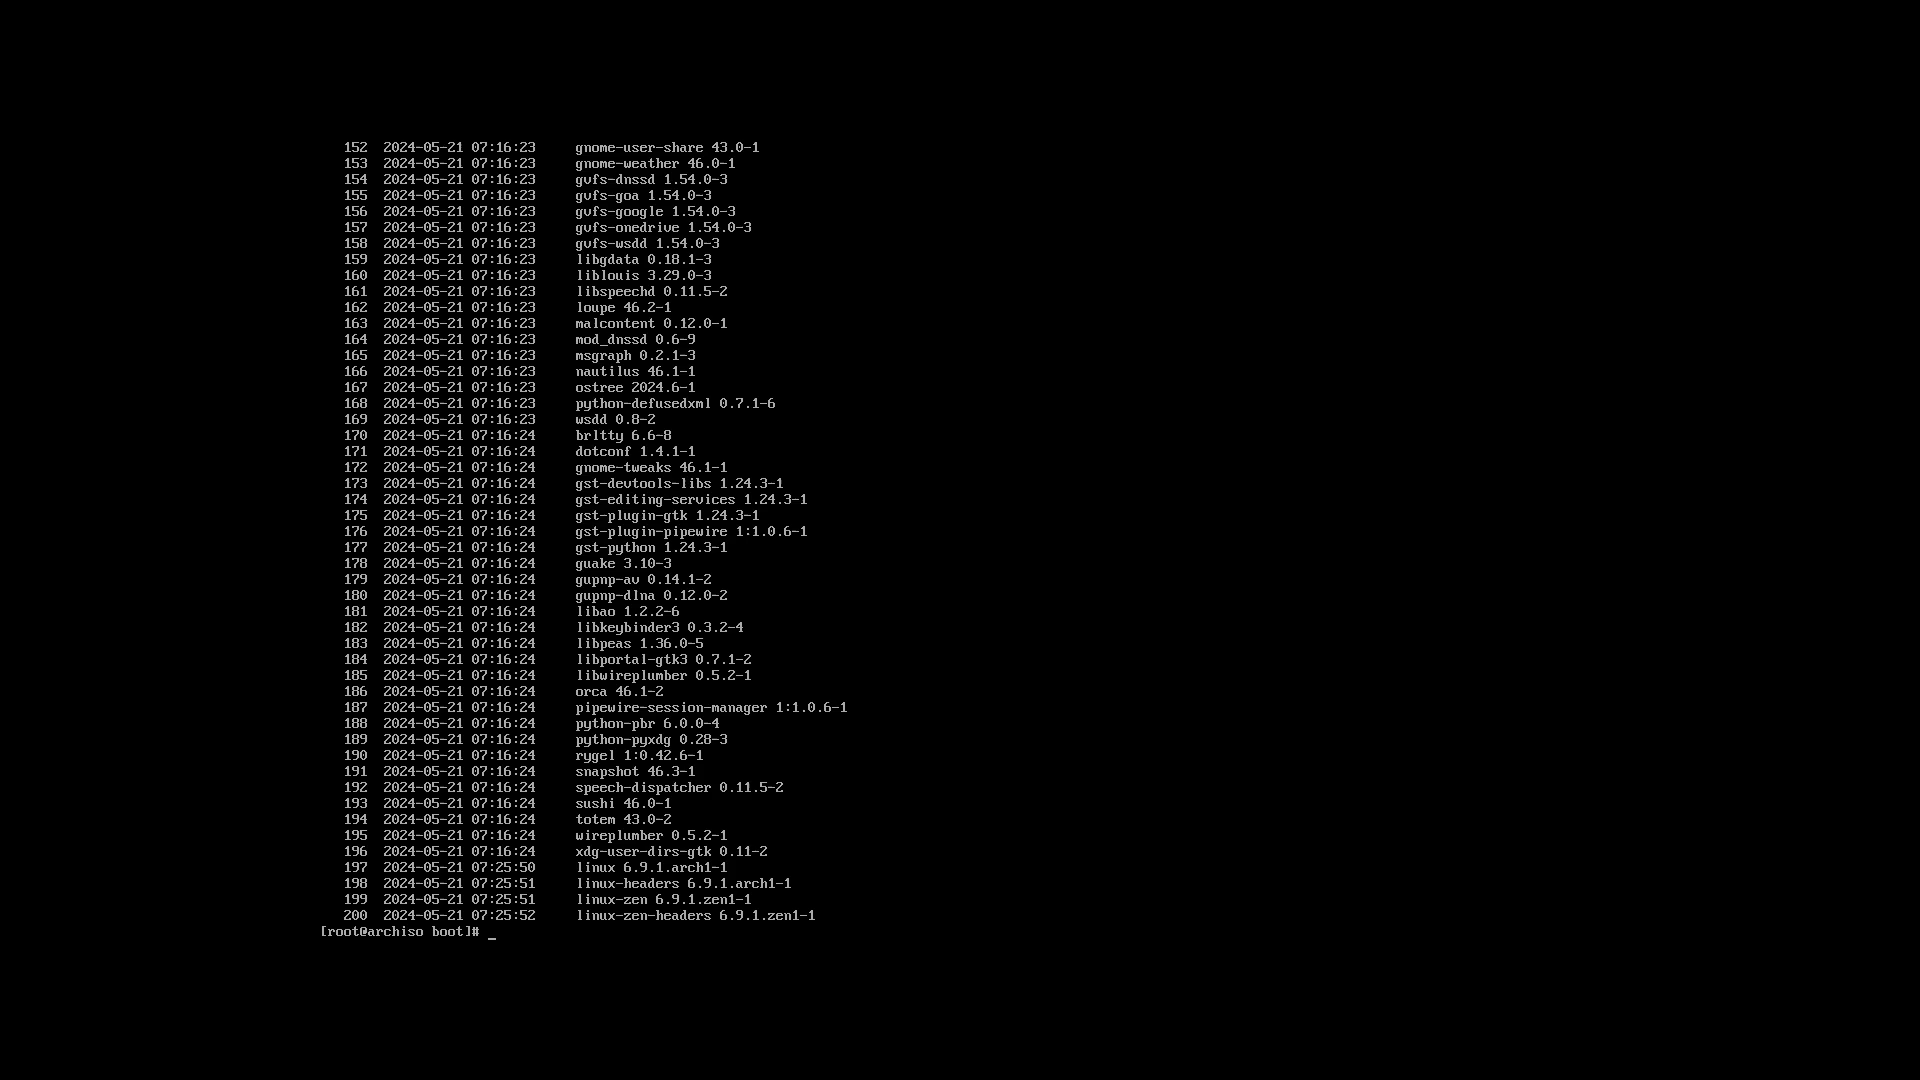 152 2024-05-21 07:16:23 gnome-user-share 43.0-1
153 2024-05-21 07:16:23 gnome-weather 46.0-1
154 2024-05-21 07:16:23 gvfs-dnssd 1.54.0-3
155 2024-05-21 07:16:23 gvfs-goa 1.54.0-3
156 2024-05-21 07:16:23 gvfs-google 1.54.0-3
157 2024-05-21 07:16:23 gvfs-onedrive 1.54.0-3
158 2024-05-21 07:16:23 gvfs-wsdd 1.54.0-3
159 2024-05-21 07:16:23 libgdata 0.18.1-3
160 2024-05-21 07:16:23 liblouis 3.29.0-3
161 2024-05-21 07:16:23 libspeechd 0.11.5-2
162 2024-05-21 07:16:23 loupe 46.2-1
163 2024-05-21 07:16:23 malcontent 0.12.0-1
164 2024-05-21 07:16:23 mod_dnssd 0.6-9
165 2024-05-21 07:16:23 msgraph 0.2.1-3
166 2024-05-21 07:16:23 nautilus 46.1-1
167 2024-05-21 07:16:23 ostree 2024.6-1
168 2024-05-21 07:16:23 python-defusedxml 0.7.1-6
169 2024-05-21 07:16:23 wsdd 0.8-2
170 2024-05-21 07:16:24 brltty 6.6-8
171 2024-05-21 07:16:24 dotconf 1.4.1-1
172 2024-05-21 07:16:24 gnome-tweaks 46.1-1
173 2024-05-21 07:16:24 gst-devtools-libs 1.24.3-1
174 2024-05-21 07:16:24 gst-editing-services 1.24.3-1
175 2024-05-21 07:16:24 gst-plugin-gtk 1.24.3-1
176 2024-05-21 07:16:24 gst-plugin-pipewire 1:1.0.6-1
177 2024-05-21 07:16:24 gst-python 1.24.3-1
178 2024-05-21 07:16:24 guake 3.10-3
179 2024-05-21 07:16:24 gupnp-av 0.14.1-2
180 2024-05-21 07:16:24 gupnp-dlna 0.12.0-2
181 2024-05-21 07:16:24 libao 1.2.2-6
182 2024-05-21 07:16:24 libkeybinder3 0.3.2-4
183 2024-05-21 07:16:24 libpeas 1.36.0-5
184 2024-05-21 07:16:24 libportal-gtk3 0.7.1-2
185 2024-05-21 07:16:24 libwireplumber 0.5.2-1
186 2024-05-21 07:16:24 orca 46.1-2
187 2024-05-21 07:16:24 pipewire-session-manager 1:1.0.6-1
188 2024-05-21 07:16:24 python-pbr 6.0.0-4
189 2024-05-21 07:16:24 python-pyxdg 0.28-3
190 2024-05-21 07:16:24 rygel 1:0.42.6-1
191 2024-05-21 07:16:24 snapshot 46.3-1
192 2024-05-21 07:16:24 speech-dispatcher 0.11.5-2
193 2024-05-21 07:16:24 sushi 46.0-1
194 2024-05-21 07:16:24 totem 43.0-2
195 2024-05-21 07:16:24 wireplumber 0.5.2-1
196 2024-05-21 07:16:24 xdg-user-dirs-gtk 0.11-2
197 2024-05-21 07:25:50 linux 6.9.1.arch1-1
198 2024-05-21 07:25:51 linux-headers 6.9.1.arch1-1
199 2024-05-21 07:25:51 linux-zen 6.9.1.zen1-1
200 2024-05-21 07:25:52 linux-zen-headers 6.9.1.zen1-1
[root@archiso boot]# _